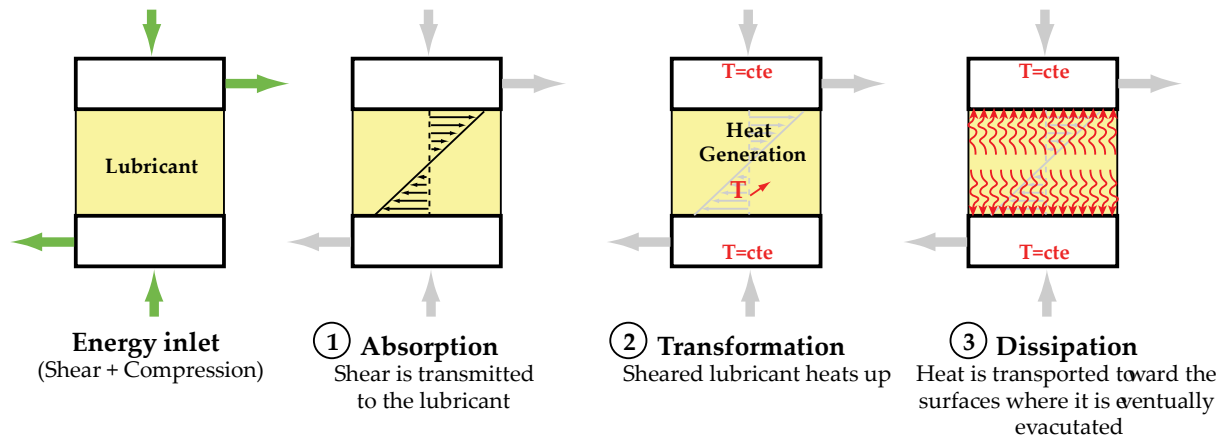 Lubricant
Energy inlet
(Shear + Compression)
1 Absorption
Shear is transmitted
to the lubricant
T=cte
Heat
Generation
T
T=cte
2 Transformation
Sheared lubricant heats up
T=cte
T=cte
3 Dissipation
Heat is transported toward the
surfaces where it is eventually
evacutated